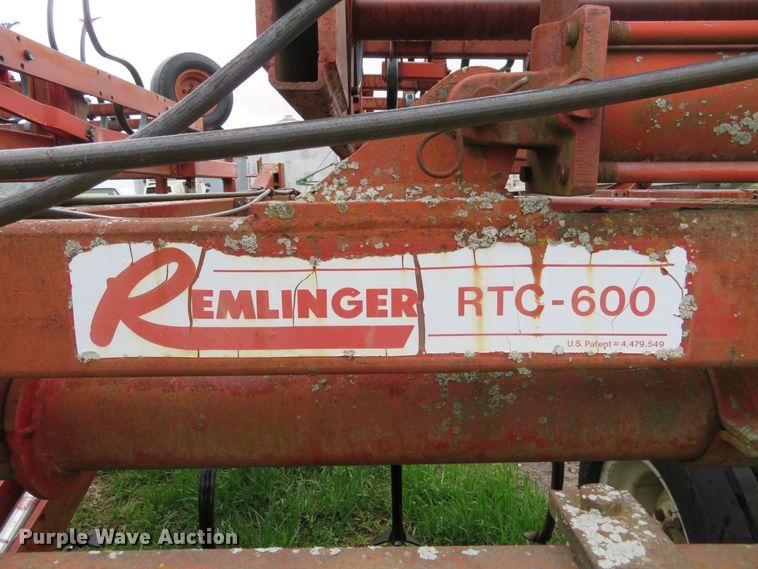 REMLINGER RTC-600
U.S. Patent # 4,479,549
Purple Wave Auction